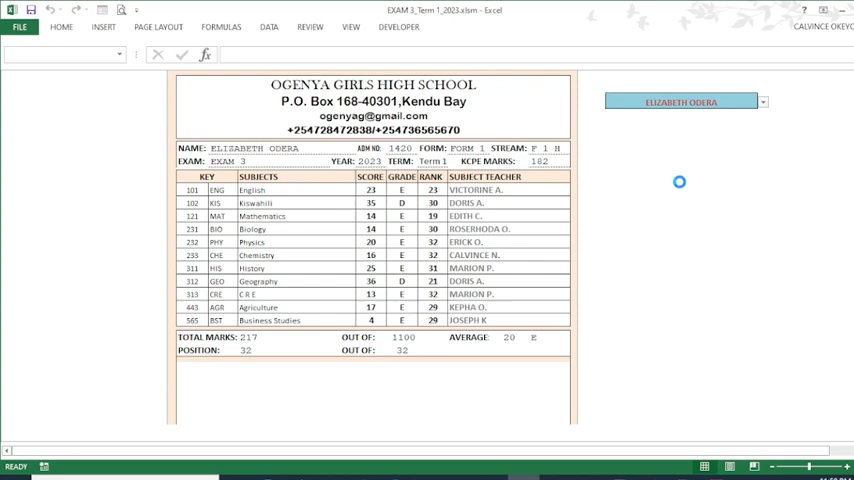 EXAM 3_Term 1_2023.xlsm - Excel
FILE HOME INSERT PAGE LAYOUT FORMULAS DATA REVIEW VIEW DEVELOPER CALVINCE OKEYO
fx
OGENYA GIRLS HIGH SCHOOL
P.O. Box 168-40301,Kendu Bay
ogenyag@gmail.com
+254728472838/+254736565670
ELIZABETH ODERA
NAME: ELIZABETH ODERA ADM NO: 1420 FORM: FORM 1 STREAM: F 1 H
EXAM: EXAM 3 YEAR: 2023 TERM: Term 1 KCPE MARKS: 182
KEY SUBJECTS SCORE GRADE RANK SUBJECT TEACHER
101 ENG English 23 E 23 VICTORINE A.
102 KIS Kiswahili 35 D 30 DORIS A.
121 MAT Mathematics 14 E 19 EDITH C.
231 BIO Biology 14 E 30 ROSERHODA O.
232 PHY Physics 20 E 32 ERICK O.
233 CHE Chemistry 16 E 32 CALVINCE N.
311 HIS History 25 E 31 MARION P.
312 GEO Geography 36 D 21 DORIS A.
313 CRE C R E 13 E 32 MARION P.
443 AGR Agriculture 17 E 29 KEPHA O.
565 BST Business Studies 4 E 29 JOSEPH K
TOTAL MARKS: 217 OUT OF: 1100 AVERAGE: 20 E
POSITION: 32 OUT OF: 32
READY